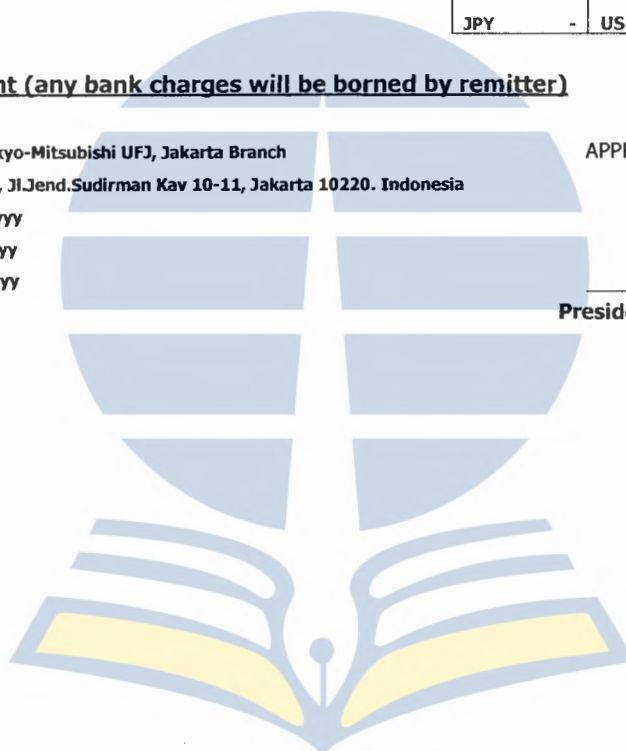 JPY - US
nt (any bank charges will be borned by remitter)
kyo-Mitsubishi UFJ, Jakarta Branch
APP
, Jl.Jend.Sudirman Kav 10-11, Jakarta 10220. Indonesia
yyy
yy
yy
Preside